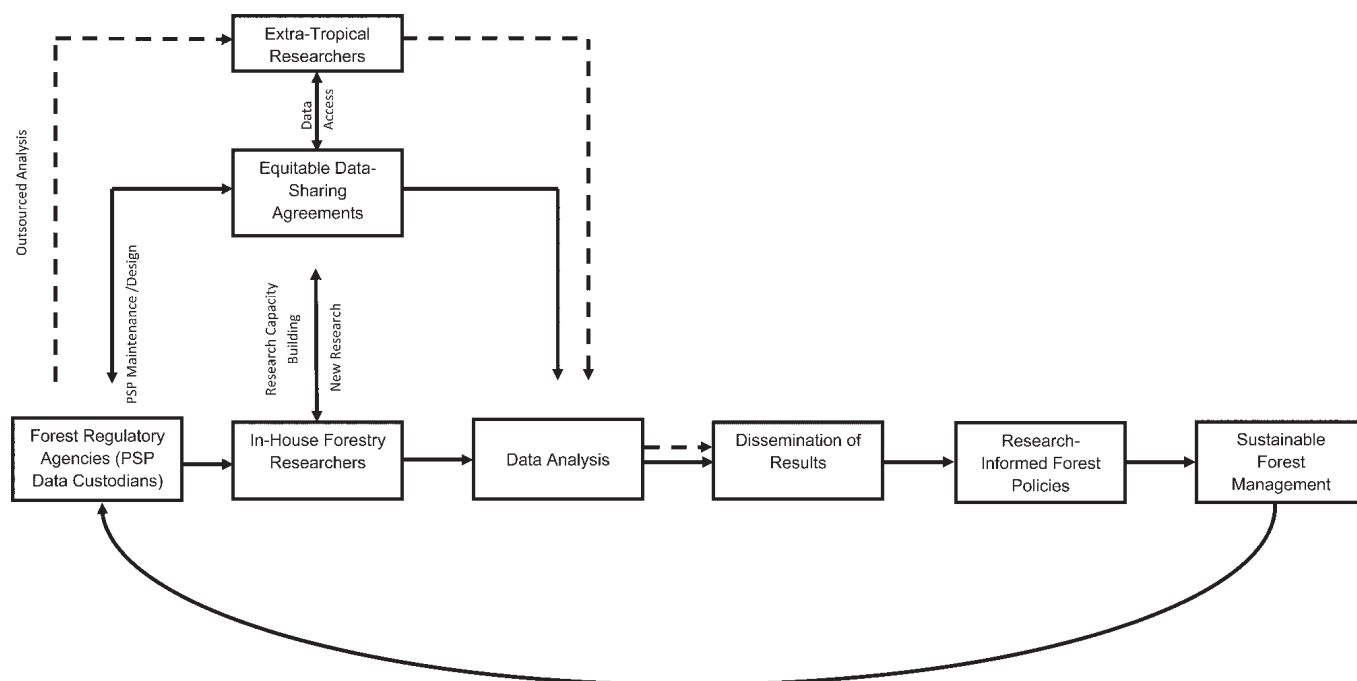 Extra-Tropical
Researchers
Outsourced Analysis
Data
Access
Equitable Data-
Sharing
Agreements
PSP Maintenance /Design
Research Capacity
Building
New Research
Forest Regulatory
Agencies (PSP
Data Custodians)
In-House Forestry
Researchers
Data Analysis
Dissemination of
Results
Research-
Informed Forest
Policies
Sustainable
Forest
Management